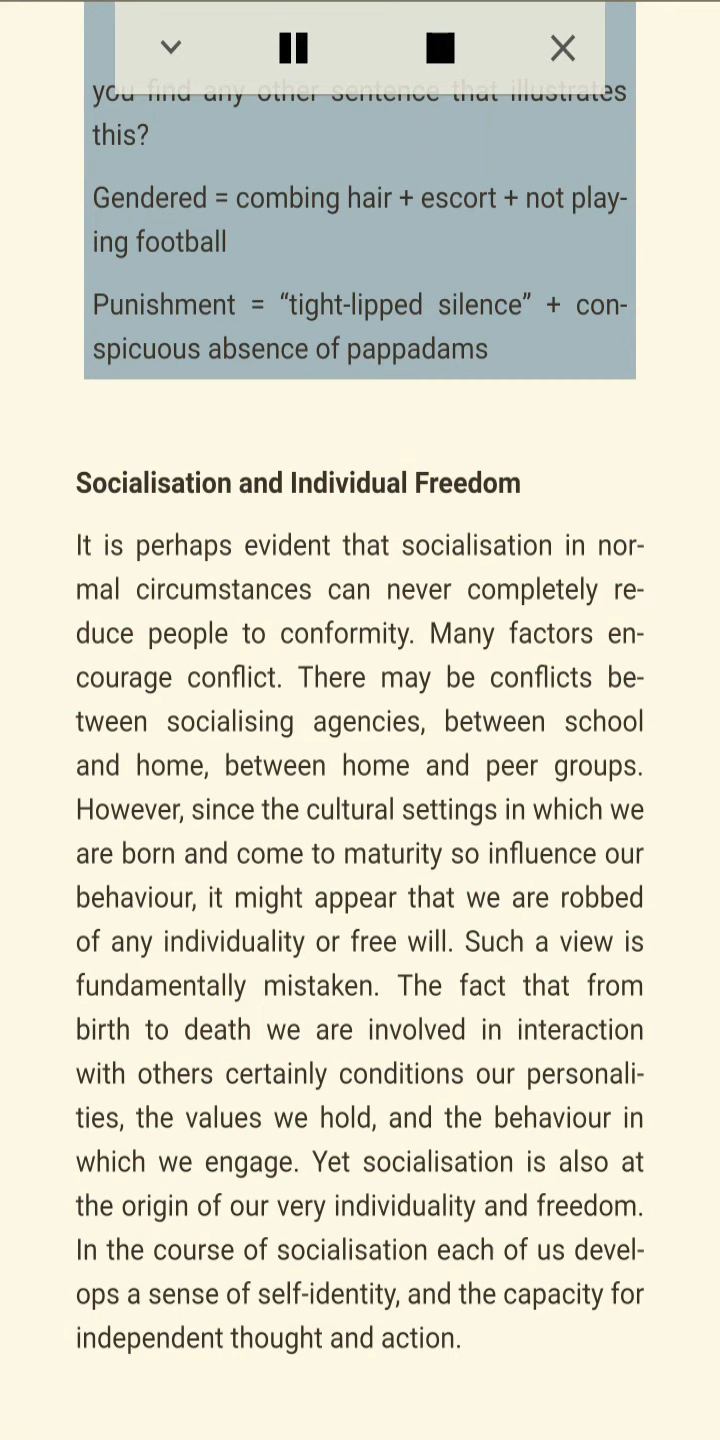 you find any other sentence that illustrates
this?
Gendered = combing hair + escort + not play-
ing football
Punishment = “tight-lipped silence” + con-
spicuous absence of pappadams
Socialisation and Individual Freedom
It is perhaps evident that socialisation in nor-
mal circumstances can never completely re-
duce people to conformity. Many factors en-
courage conflict. There may be conflicts be-
tween socialising agencies, between school
and home, between home and peer groups.
However, since the cultural settings in which we
are born and come to maturity so influence our
behaviour, it might appear that we are robbed
of any individuality or free will. Such a view is
fundamentally mistaken. The fact that from
birth to death we are involved in interaction
with others certainly conditions our personali-
ties, the values we hold, and the behaviour in
which we engage. Yet socialisation is also at
the origin of our very individuality and freedom.
In the course of socialisation each of us devel-
ops a sense of self-identity, and the capacity for
independent thought and action.